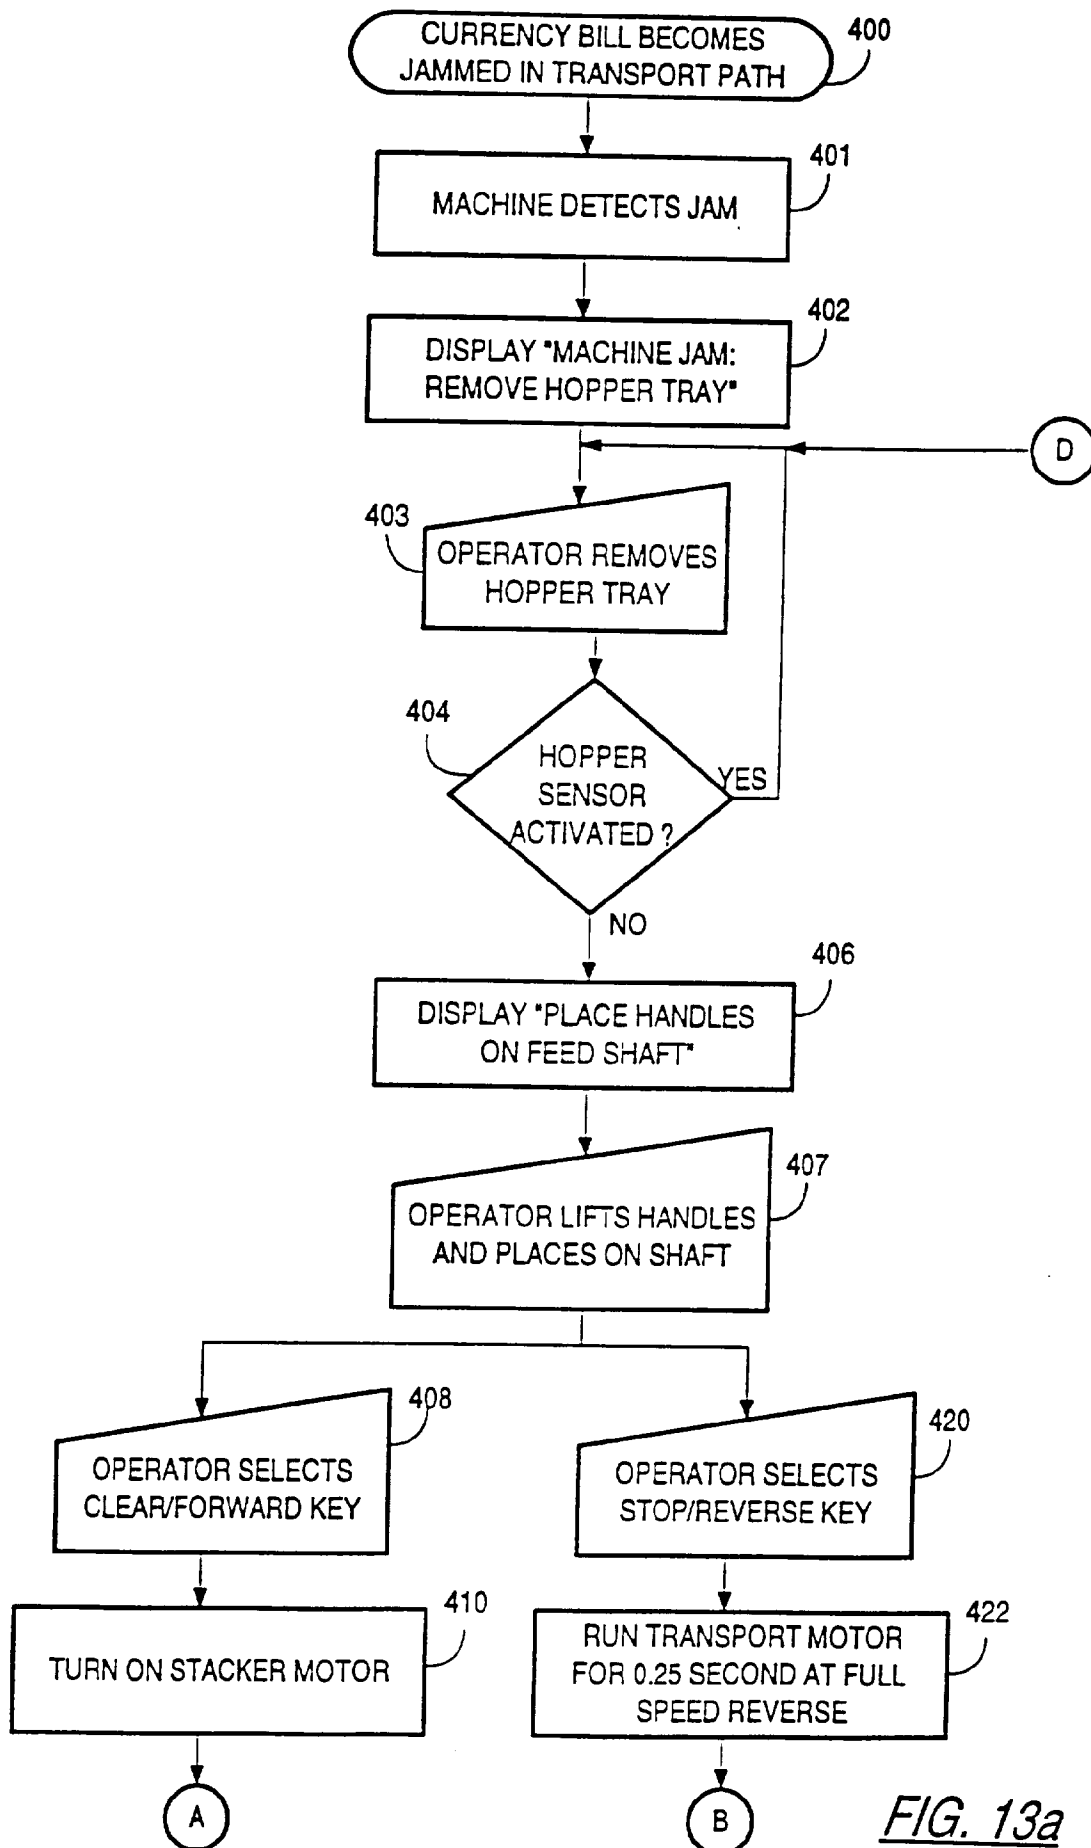 CURRENCY BILL BECOMES
JAMMED IN TRANSPORT PATH
400
401
MACHINE DETECTS JAM
402
DISPLAY "MACHINE JAM:
REMOVE HOPPER TRAY"
D
403
OPERATOR REMOVES
HOPPER TRAY
404
HOPPER
SENSOR
ACTIVATED ?
YES
NO
406
DISPLAY "PLACE HANDLES
ON FEED SHAFT"
407
OPERATOR LIFTS HANDLES
AND PLACES ON SHAFT
408
OPERATOR SELECTS
CLEAR/FORWARD KEY
420
OPERATOR SELECTS
STOP/REVERSE KEY
410
TURN ON STACKER MOTOR
422
RUN TRANSPORT MOTOR
FOR 0.25 SECOND AT FULL
SPEED REVERSE
A
B
FIG. 13a